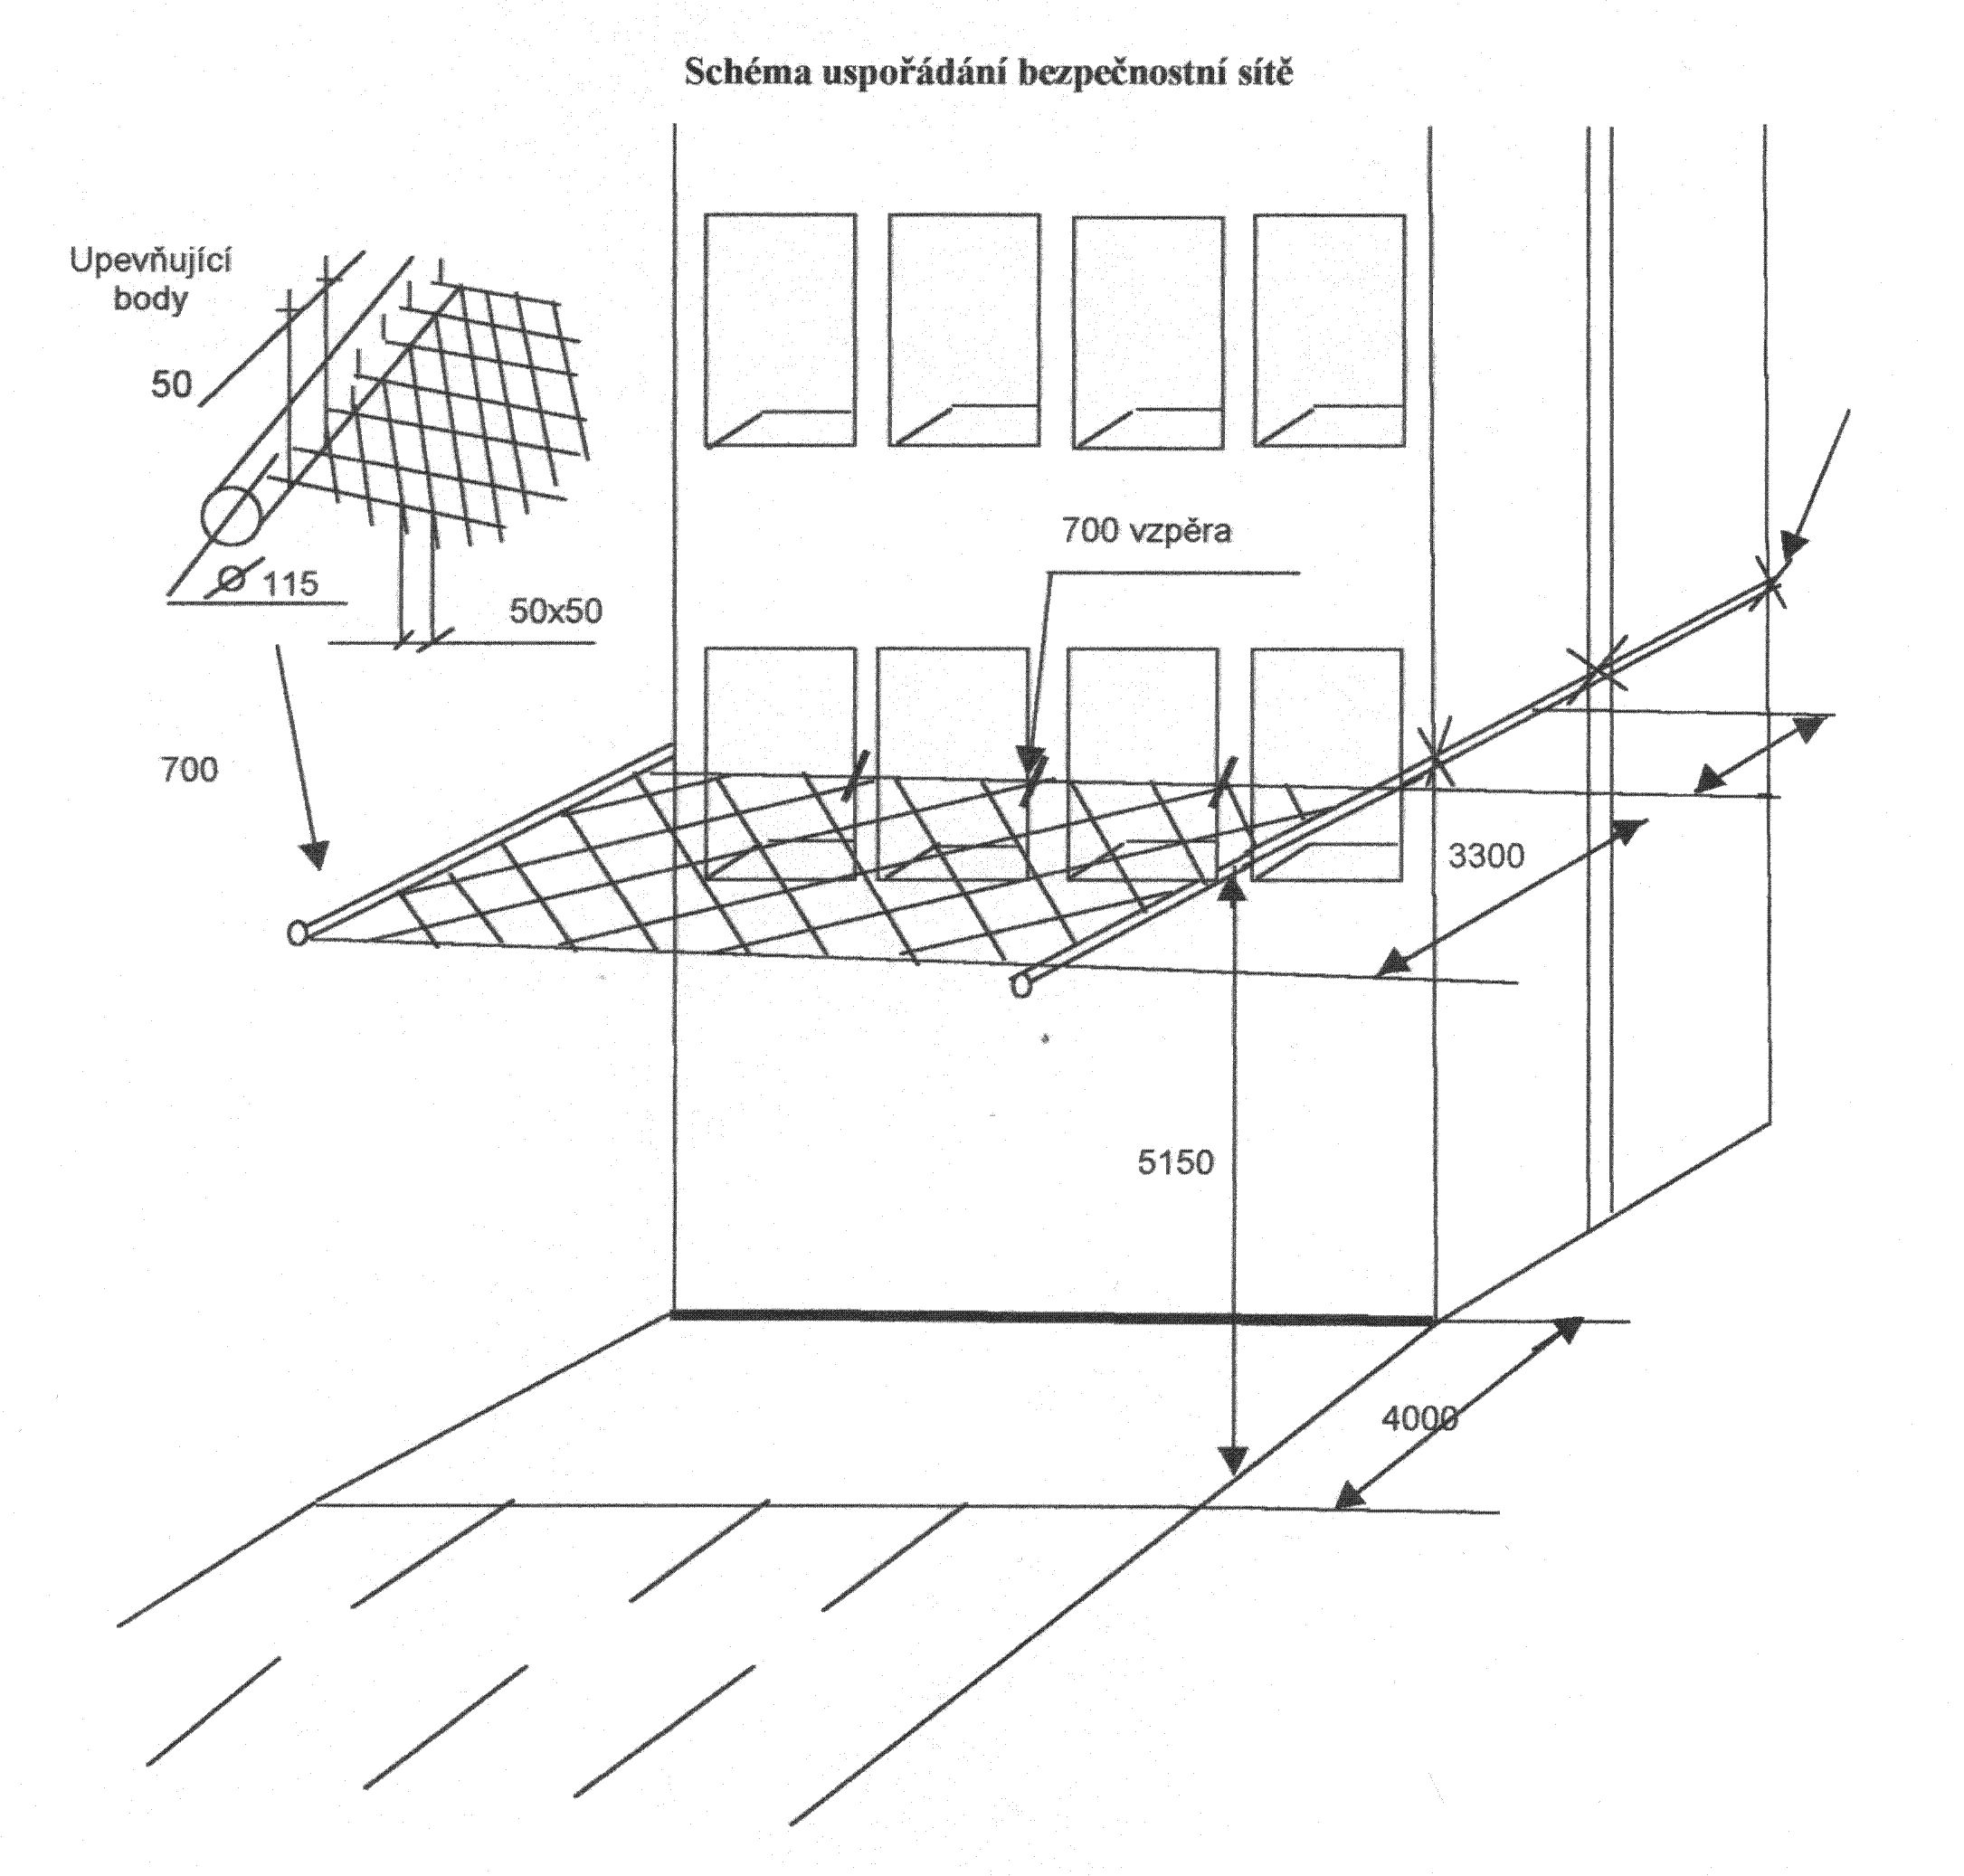 Schéma uspořádání bezpečnostní sítě
Upevňující
body
50
115
50x50
700 vzpěra
700
3300
5150
4000